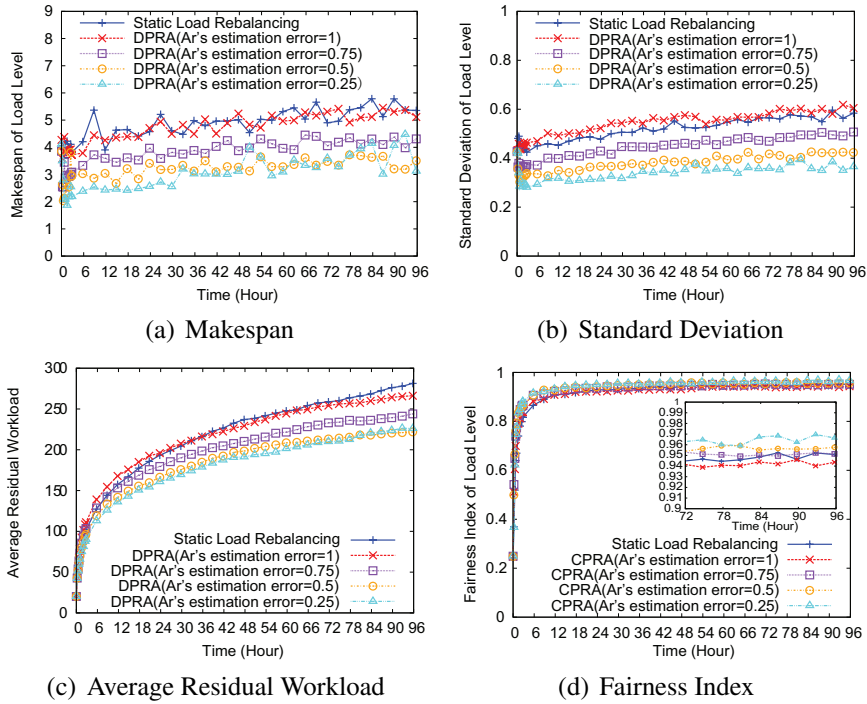 Makespan of Load Level
9
8
7
6
5
4
3
2
1
0
Static Load Rebalancing
DPRA(Ar's estimation error=1)
DPRA(Ar's estimation error=0.75)
DPRA(Ar's estimation error=0.5)
DPRA(Ar's estimation error=0.25)
0 6 12 18 24 30 36 42 48 54 60 66 72 78 84 90 96
Time (Hour)
(a) Makespan
Standard Deviation of Load Level
1
0.8
0.6
0.4
0.2
0
Static Load Rebalancing
DPRA(Ar's estimation error=1)
DPRA(Ar's estimation error=0.75)
DPRA(Ar's estimation error=0.5)
DPRA(Ar's estimation error=0.25)
0 6 12 18 24 30 36 42 48 54 60 66 72 78 84 90 96
Time (Hour)
(b) Standard Deviation
Average Residual Workload
300
250
200
150
100
50
0
Static Load Rebalancing
DPRA(Ar's estimation error=1)
DPRA(Ar's estimation error=0.75)
DPRA(Ar's estimation error=0.5)
DPRA(Ar's estimation error=0.25)
0 6 12 18 24 30 36 42 48 54 60 66 72 78 84 90 96
Time (Hour)
(c) Average Residual Workload
Fairness Index of Load Level
1
0.8
0.6
0.4
0.2
0
1
0.99
0.98
0.97
0.96
0.95
0.94
0.93
0.92
0.91
0.9
72 78 84 90 96
Time (Hour)
Static Load Rebalancing
CPRA(Ar's estimation error=1)
CPRA(Ar's estimation error=0.75)
CPRA(Ar's estimation error=0.5)
CPRA(Ar's estimation error=0.25)
0 6 12 18 24 30 36 42 48 54 60 66 72 78 84 90 96
Time (Hour)
(d) Fairness Index